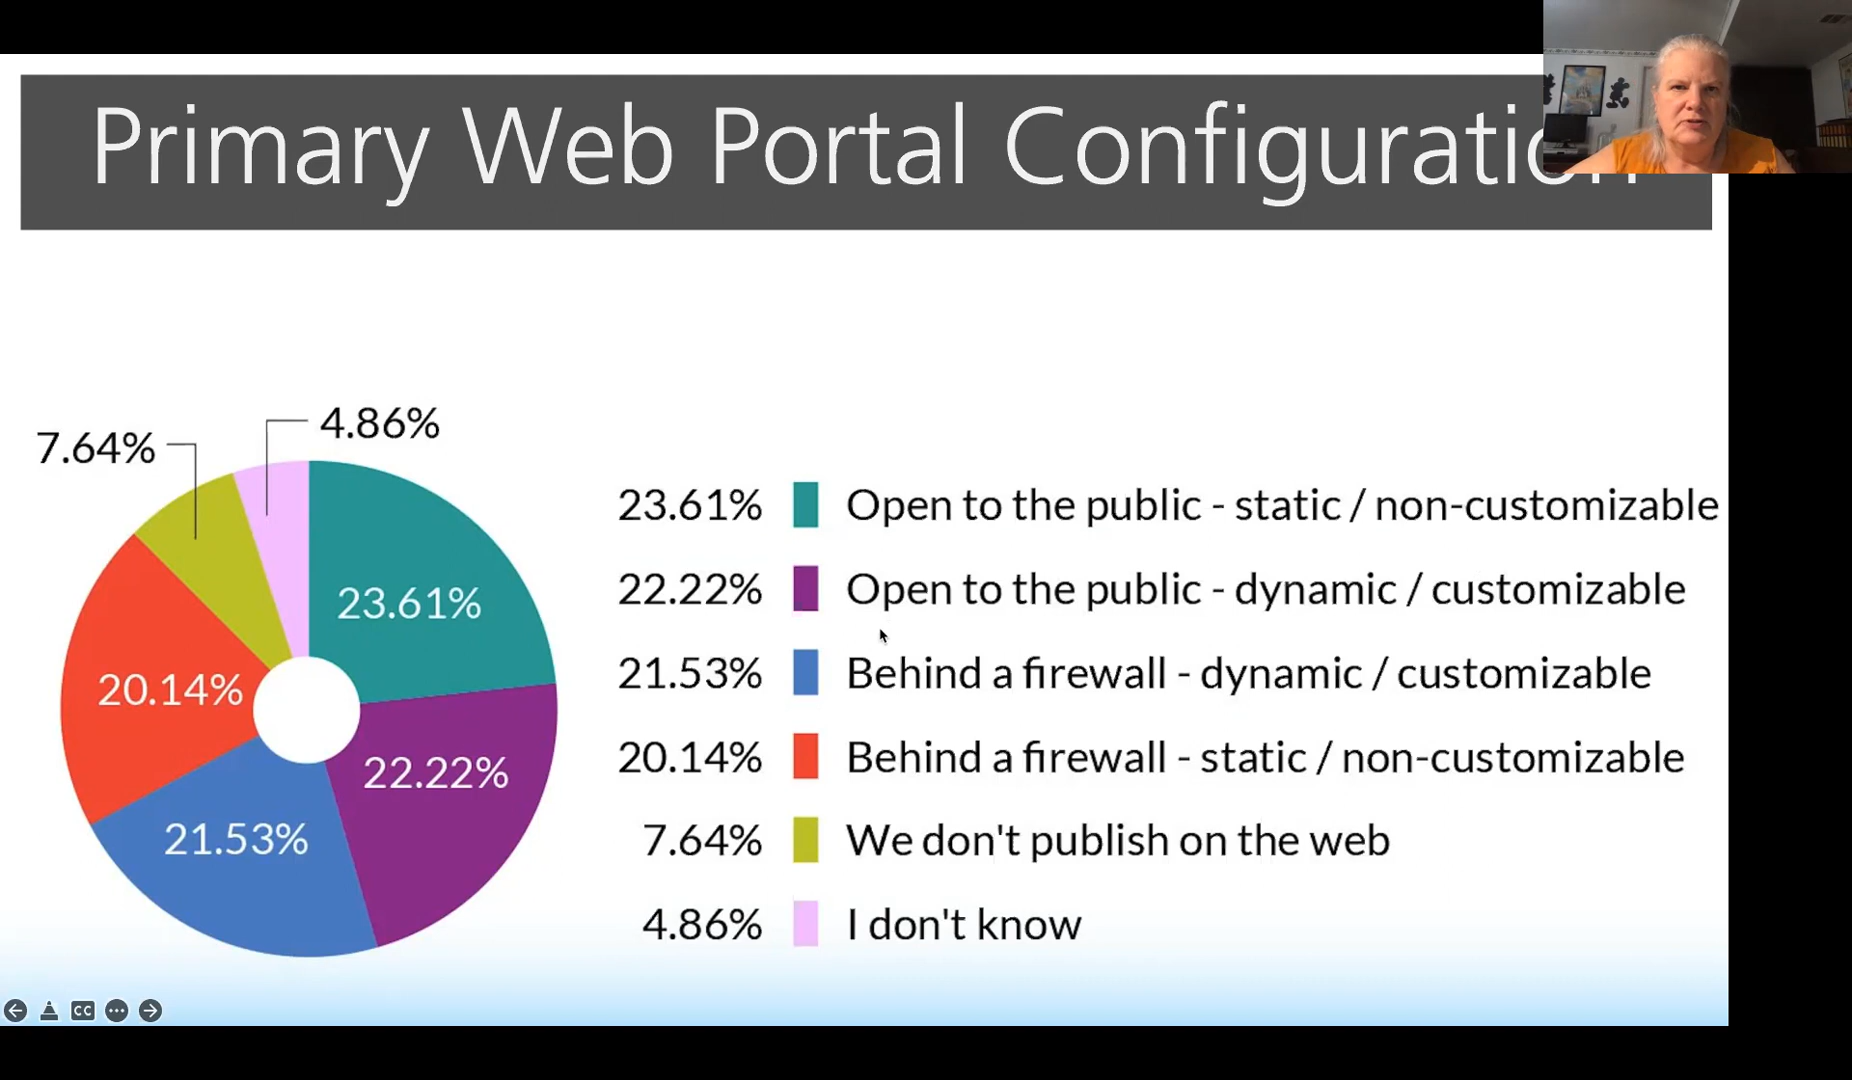 Primary Web Portal Configuration
4.86%
7.64%
23.61%
20.14%
22.22%
21.53%
23.61% Open to the public - static / non-customizable
22.22% Open to the public - dynamic / customizable
21.53% Behind a firewall - dynamic / customizable
20.14% Behind a firewall - static / non-customizable
7.64% We don't publish on the web
4.86% I don't know
CC